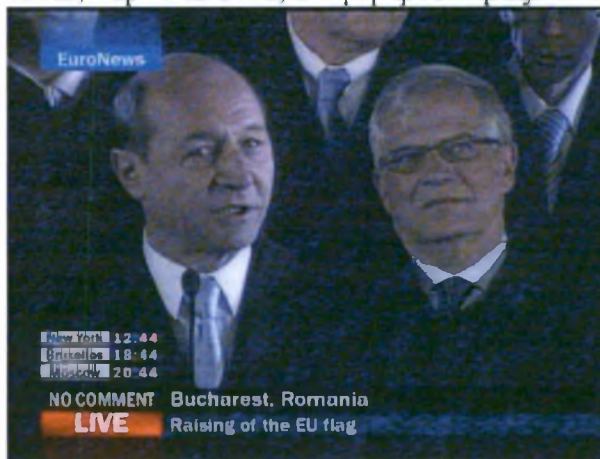 EuroNews
New York 12:44
Bruxelles 18:44
Moscow 20:44
NO COMMENT Bucharest, Romania
LIVE Raising of the EU flag